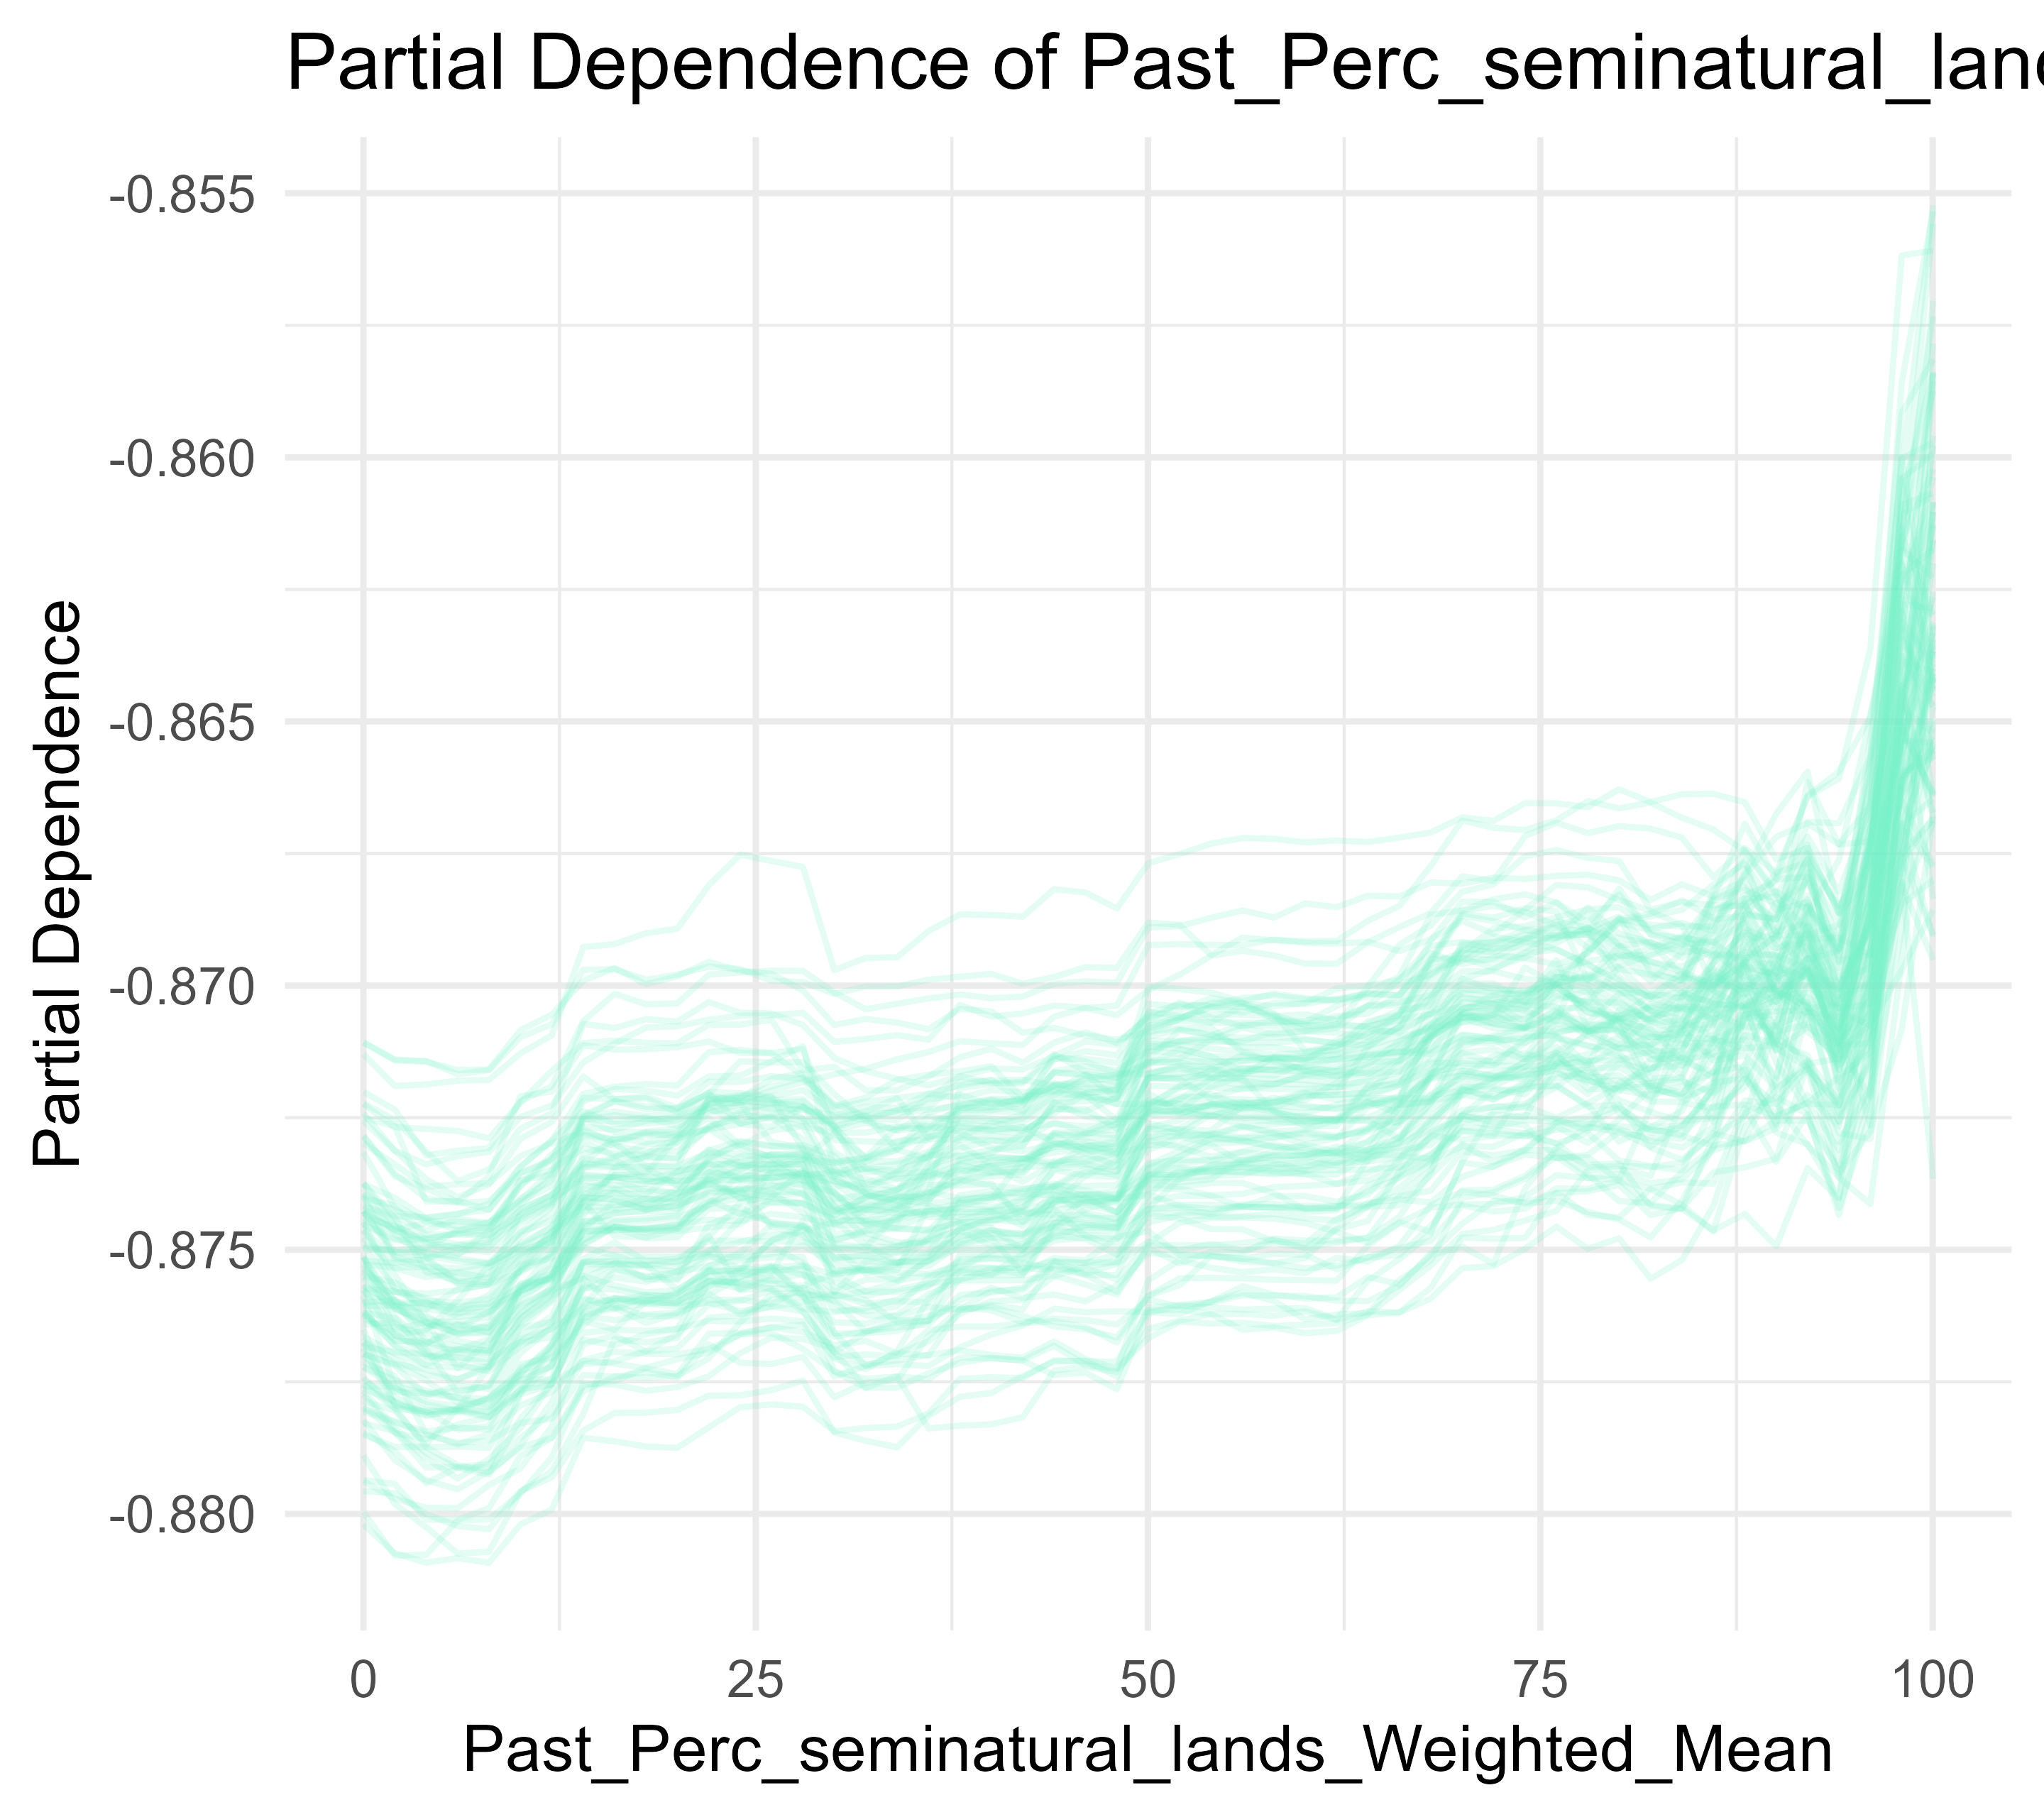 Partial Dependence of Past_Perc_seminatural_lan
-0.855
-0.860
-0.865
-0.870
-0.875
-0.880
Partial Dependence
0 25 50 75 100
Past_Perc_seminatural_lands_Weighted_Mean